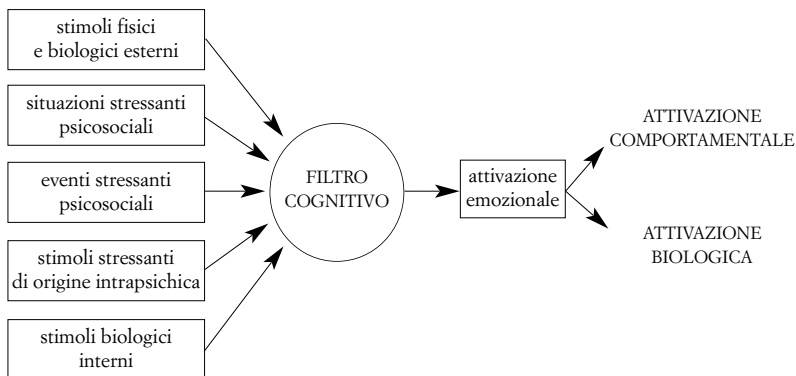 stimoli fisici
e biologici esterni
situazioni stressanti
psicosociali
eventi stressanti
psicosociali
stimoli stressanti
di origine intrapsichica
stimoli biologici
interni
FILTRO
COGNITIVO
attivazione
emozionale
ATTIVAZIONE
COMPORTAMENTALE
ATTIVAZIONE
BIOLOGICA